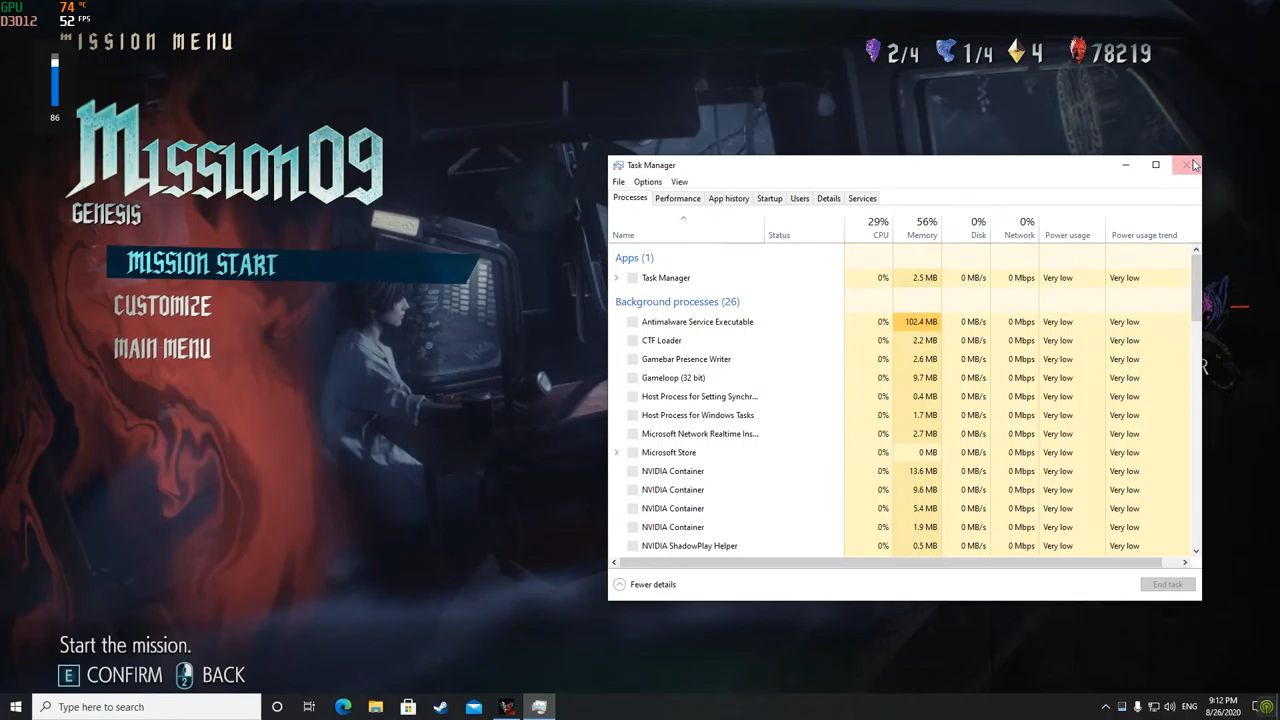 GPU 74 °C
D3D12 52 FPS
MISSION MENU
2/4 1/4 4 78219
86
Mission09
GENESIS
MISSION START
CUSTOMIZE
MAIN MENU
Start the mission.
E CONFIRM 2 BACK
R
Task Manager
File Options View
Processes Performance App history Startup Users Details Services
29% 56% 0% 0%
Name Status CPU Memory Disk Network Power usage Power usage trend
Apps (1)
Task Manager 0% 2.5 MB 0 MB/s 0 Mbps Very low Very low
Background processes (26)
Antimalware Service Executable 0% 102.4 MB 0 MB/s 0 Mbps Very low Very low
CTF Loader 0% 2.2 MB 0 MB/s 0 Mbps Very low Very low
Gamebar Presence Writer 0% 2.6 MB 0 MB/s 0 Mbps Very low Very low
Gameloop (32 bit) 0% 9.7 MB 0 MB/s 0 Mbps Very low Very low
Host Process for Setting Synchr... 0% 0.4 MB 0 MB/s 0 Mbps Very low Very low
Host Process for Windows Tasks 0% 1.7 MB 0 MB/s 0 Mbps Very low Very low
Microsoft Network Realtime Ins... 0% 2.7 MB 0 MB/s 0 Mbps Very low Very low
Microsoft Store 0% 0 MB 0 MB/s 0 Mbps Very low Very low
NVIDIA Container 0% 13.6 MB 0 MB/s 0 Mbps Very low Very low
NVIDIA Container 0% 9.6 MB 0 MB/s 0 Mbps Very low Very low
NVIDIA Container 0% 5.4 MB 0 MB/s 0 Mbps Very low Very low
NVIDIA Container 0% 1.9 MB 0 MB/s 0 Mbps Very low Very low
NVIDIA ShadowPlay Helper 0% 0.5 MB 0 MB/s 0 Mbps Very low Very low
Fewer details End task
Type here to search
ENG 9:12 PM
8/26/2020